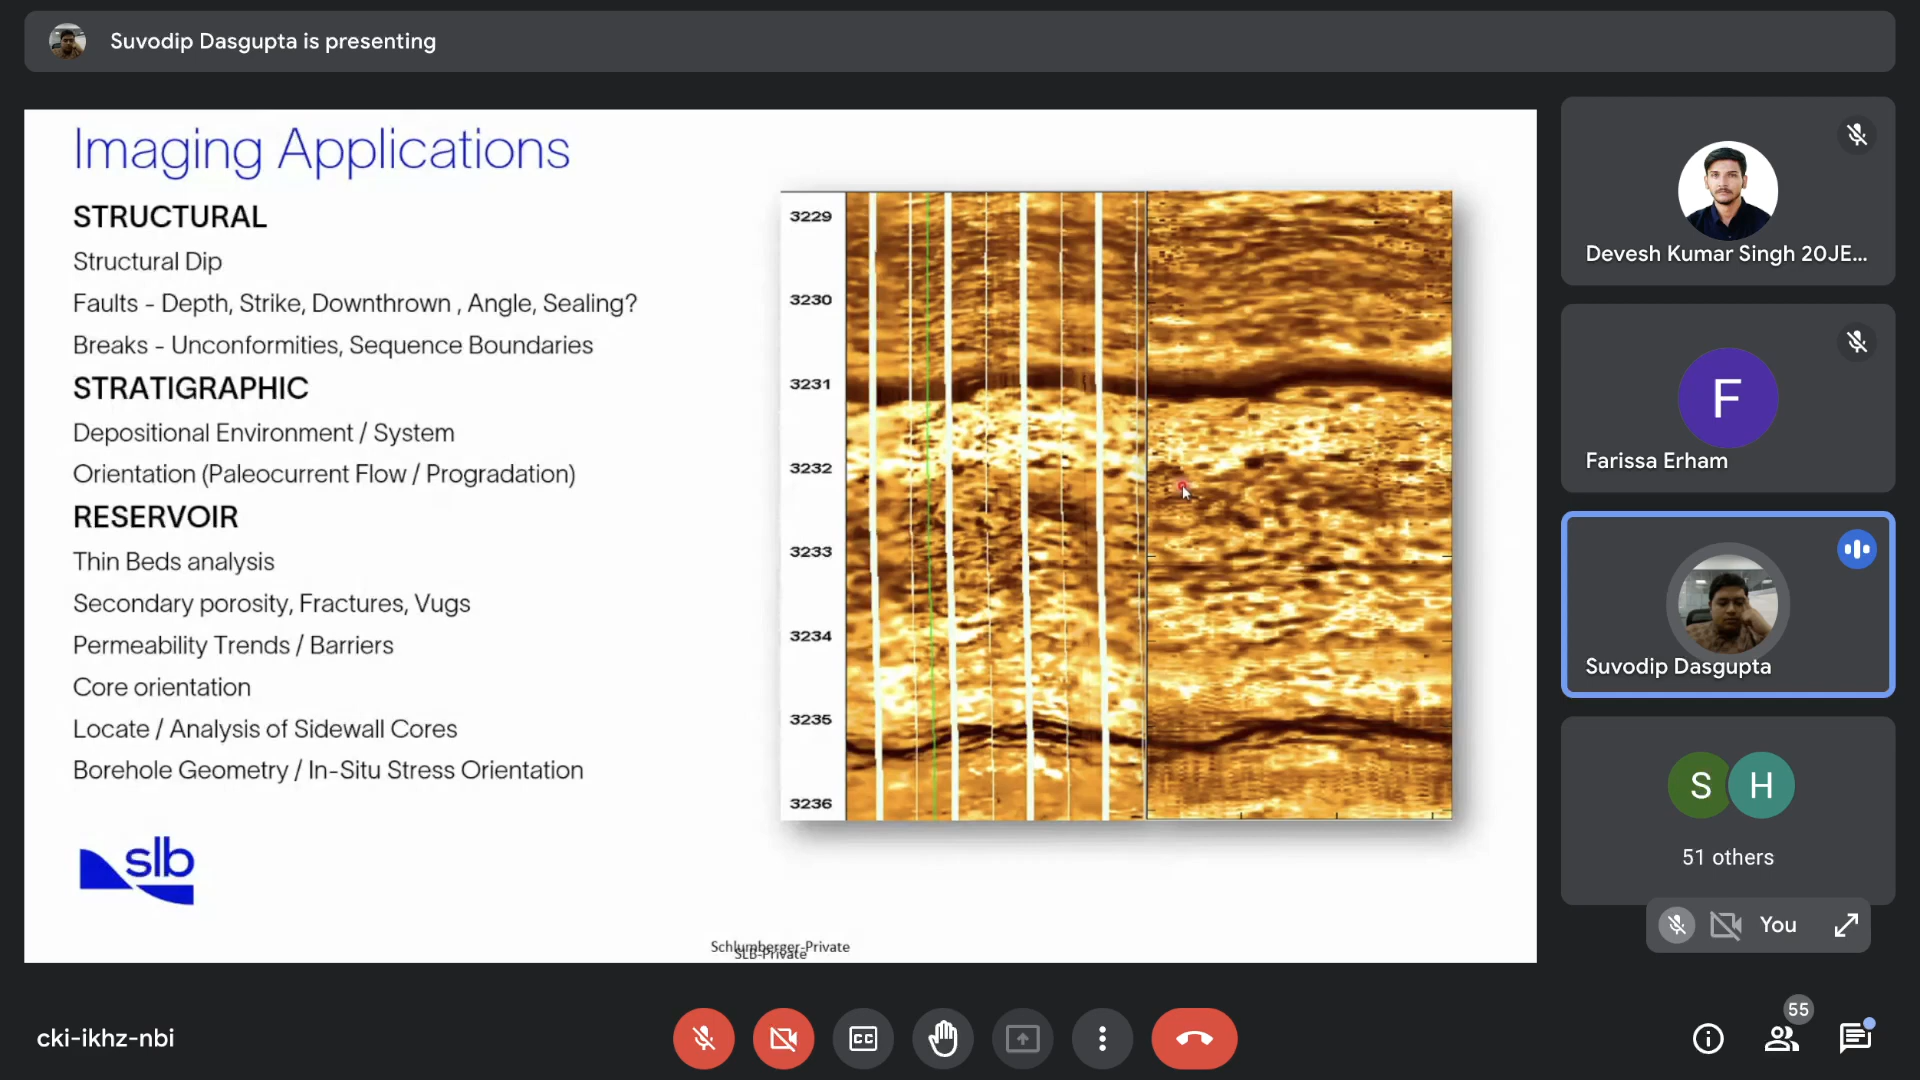 Suvodip Dasgupta is presenting
Imaging Applications
STRUCTURAL
Structural Dip
Faults - Depth, Strike, Downthrown , Angle, Sealing?
Breaks - Unconformities, Sequence Boundaries
STRATIGRAPHIC
Depositional Environment / System
Orientation (Paleocurrent Flow / Progradation)
RESERVOIR
Thin Beds analysis
Secondary porosity, Fractures, Vugs
Permeability Trends / Barriers
Core orientation
Locate / Analysis of Sidewall Cores
Borehole Geometry / In-Situ Stress Orientation
slb
3229
3230
3231
3232
3233
3234
3235
3236
Schlumberger-Private
SLB-Private
Devesh Kumar Singh 20JE...
F
Farissa Erham
Suvodip Dasgupta
S H
51 others
You
cki-ikhz-nbi
CC
55